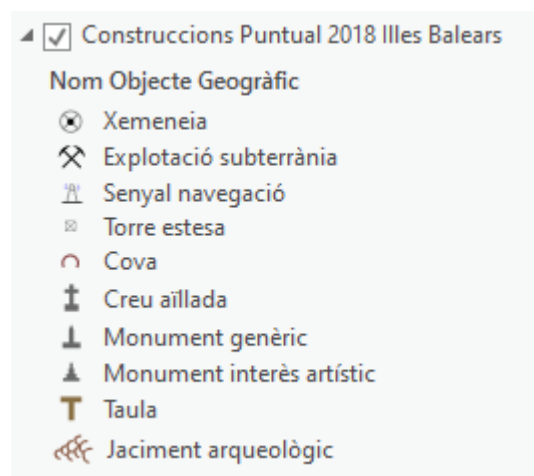 Construccions Puntual 2018 Illes Balears
Nom Objecte Geogràfic
Xemeneia
Explotació subterrània
Senyal navegació
Torre estesa
Cova
Creu aïllada
Monument genèric
Monument interès artístic
Taula
Jaciment arqueològic